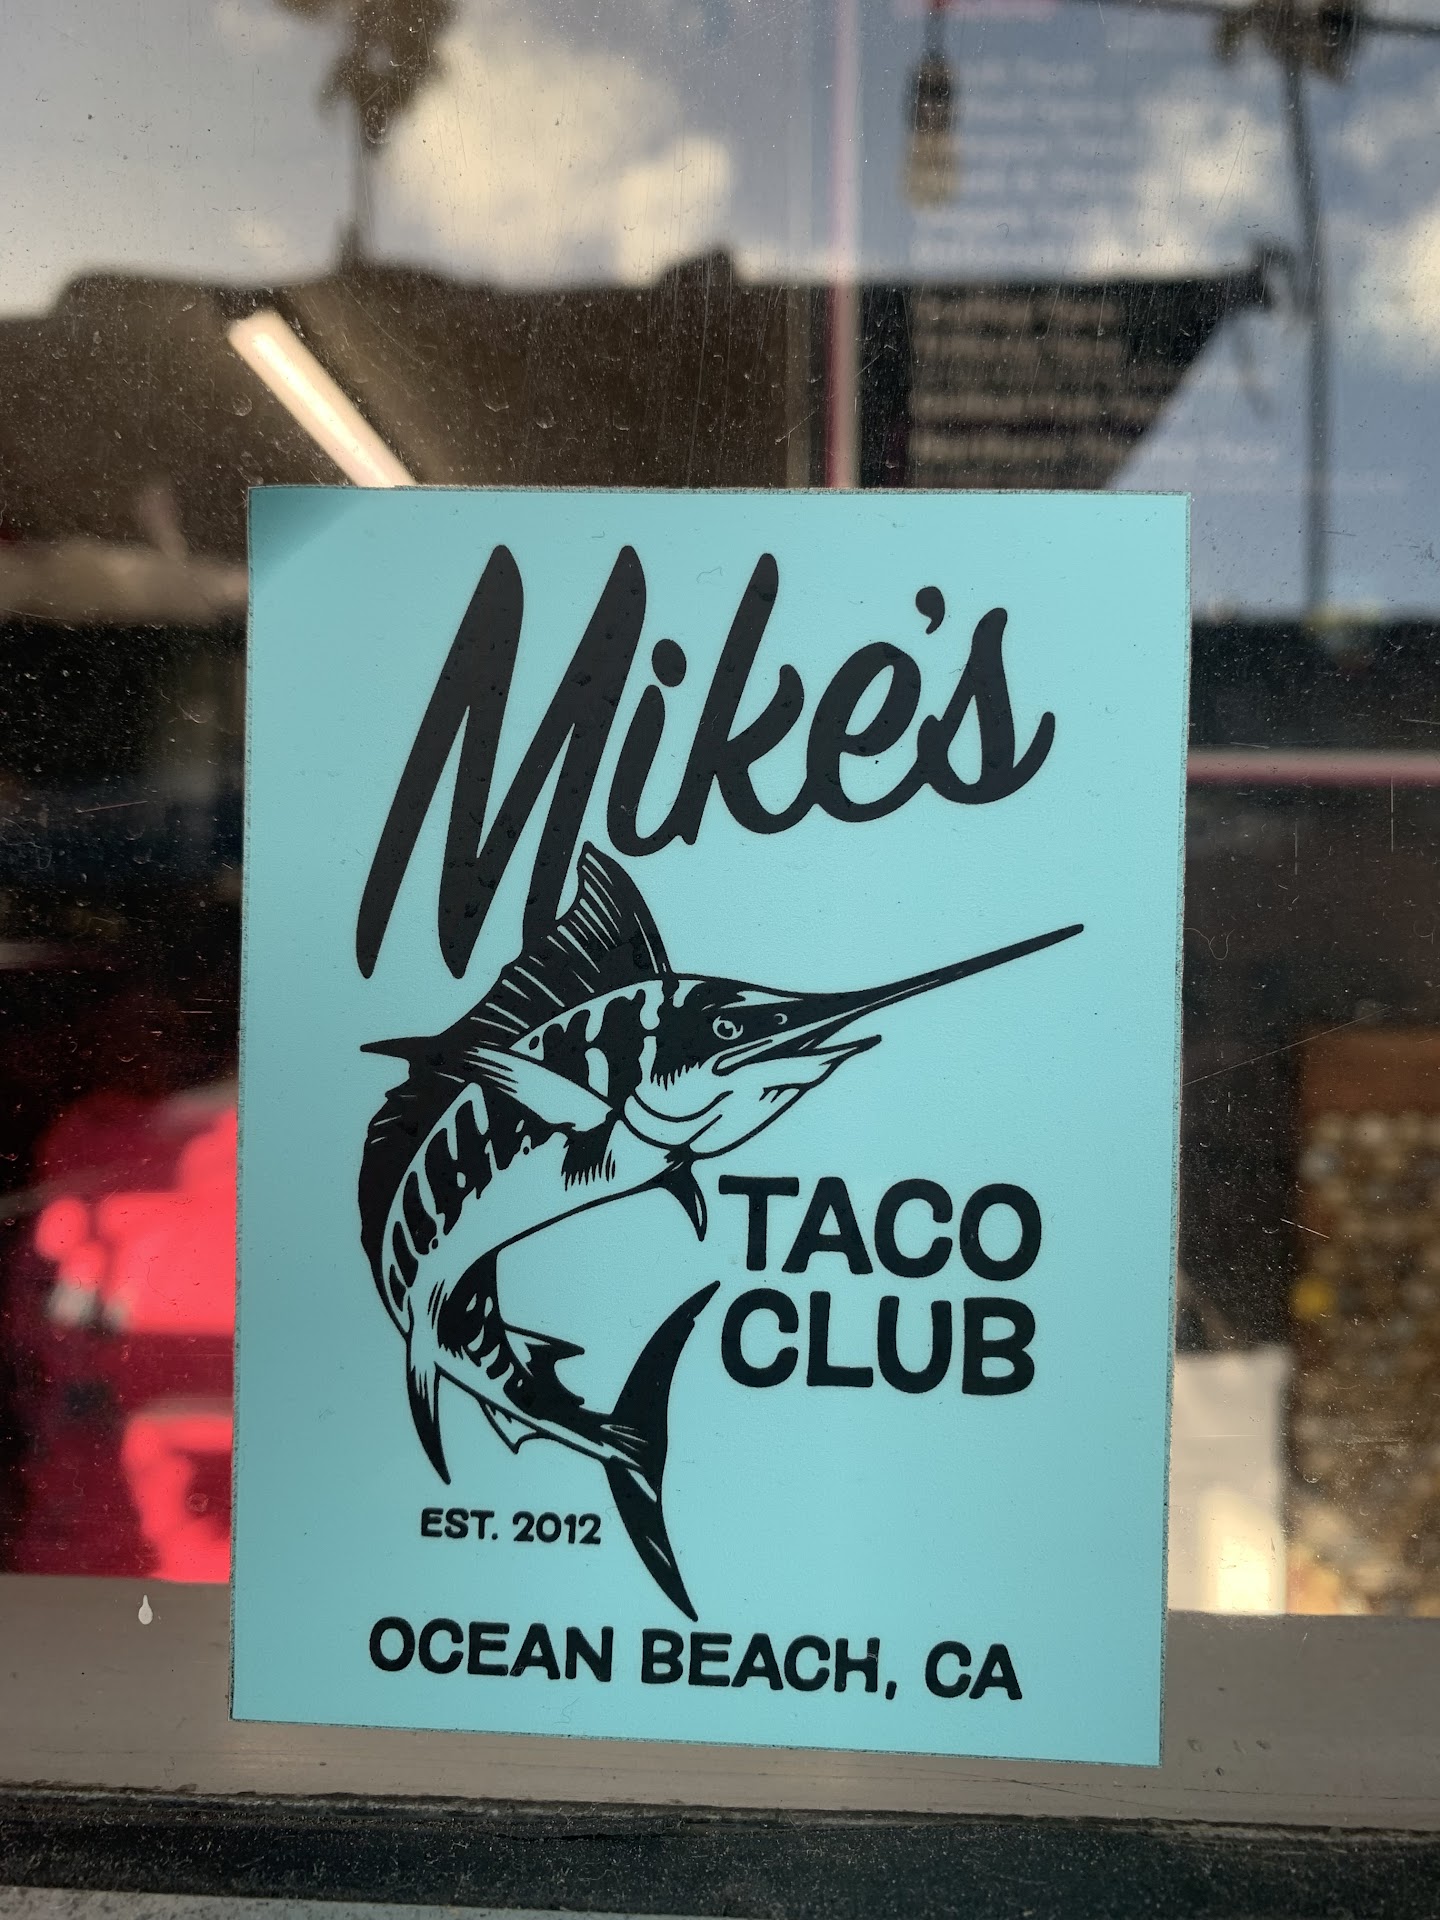 Mike's
TACO
CLUB
EST. 2012
OCEAN BEACH, CA